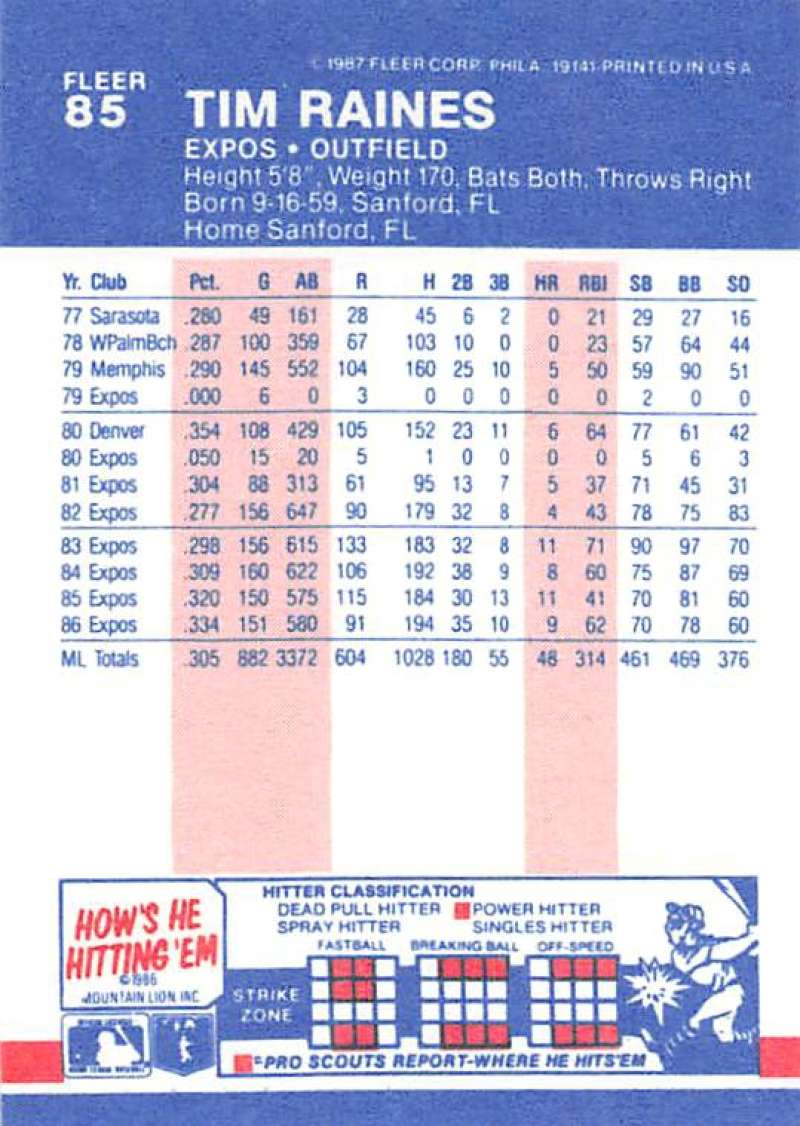 © 1987 FLEER CORP. PHILA. 19141-PRINTED IN U.S.A.
FLEER
85
TIM RAINES
EXPOS • OUTFIELD
Height 5'8", Weight 170, Bats Both, Throws Right
Born 9-16-59, Sanford, FL
Home Sanford, FL
Yr. Club Pct. G AB R H 2B 3B HR RBI SB BB SO
77 Sarasota .280 49 161 28 45 6 2 0 21 29 27 16
78 WPalmBch .287 100 359 67 103 10 0 0 23 57 64 44
79 Memphis .290 145 552 104 160 25 10 5 50 59 90 51
79 Expos .000 6 0 3 0 0 0 0 0 2 0 0
80 Denver .354 108 429 105 152 23 11 6 64 77 61 42
80 Expos .050 15 20 5 1 0 0 0 0 5 6 3
81 Expos .304 88 313 61 95 13 7 5 37 71 45 31
82 Expos .277 156 647 90 179 32 8 4 43 78 75 83
83 Expos .298 156 615 133 183 32 8 11 71 90 97 70
84 Expos .309 160 622 106 192 38 9 8 60 75 87 69
85 Expos .320 150 575 115 184 30 13 11 41 70 81 60
86 Expos .334 151 580 91 194 35 10 9 62 70 78 60
ML Totals .305 882 3372 604 1028 180 55 48 314 461 469 376
HOW'S HE
HITTING 'EM
©1986
MOUNTAIN LION INC.
HITTER CLASSIFICATION
DEAD PULL HITTER POWER HITTER
SPRAY HITTER SINGLES HITTER
FASTBALL BREAKING BALL OFF-SPEED
STRIKE
ZONE
=PRO SCOUTS REPORT-WHERE HE HITS'EM